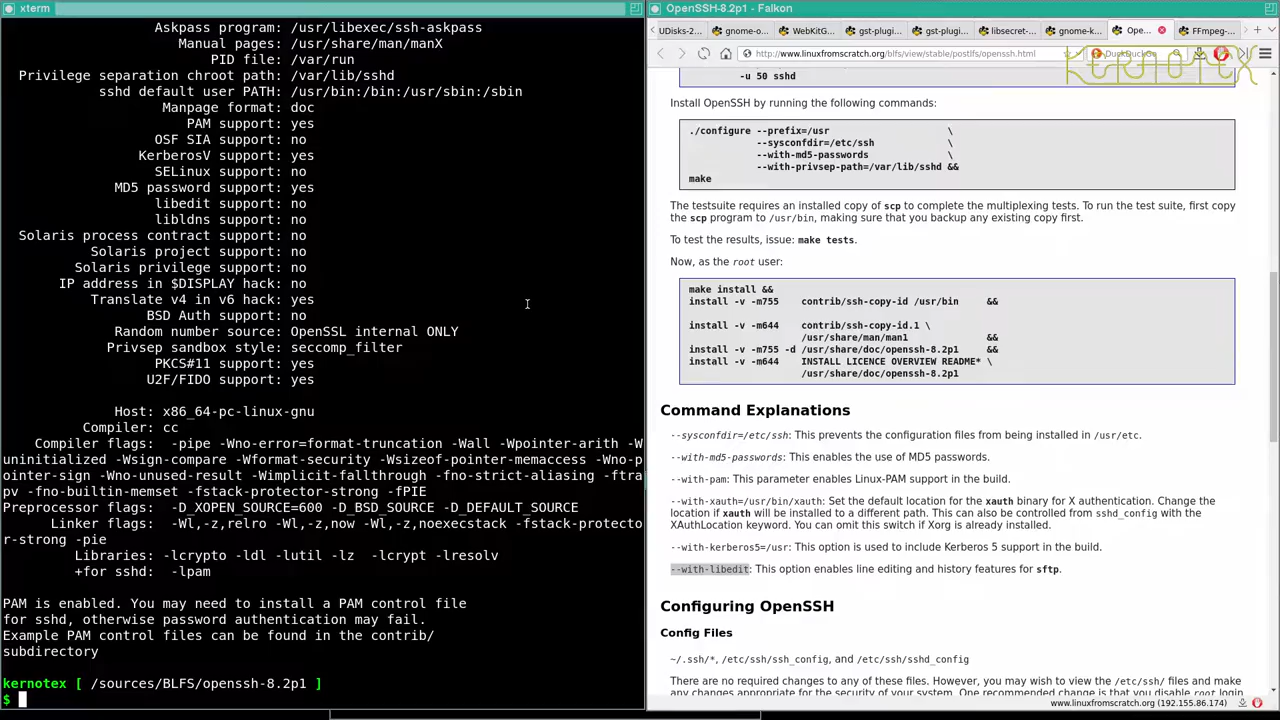 xterm
Askpass program: /usr/libexec/ssh-askpass
Manual pages: /usr/share/man/manX
PID file: /var/run
Privilege separation chroot path: /var/lib/sshd
sshd default user PATH: /usr/bin:/bin:/usr/sbin:/sbin
Manpage format: doc
PAM support: yes
OSF SIA support: no
KerberosV support: yes
SELinux support: no
MD5 password support: yes
libedit support: no
libldns support: no
Solaris process contract support: no
Solaris project support: no
Solaris privilege support: no
IP address in $DISPLAY hack: no
Translate v4 in v6 hack: yes
BSD Auth support: no
Random number source: OpenSSL internal ONLY
Privsep sandbox style: seccomp_filter
PKCS#11 support: yes
U2F/FIDO support: yes
Host: x86_64-pc-linux-gnu
Compiler: cc
Compiler flags: -pipe -Wno-error=format-truncation -Wall -Wpointer-arith -W
uninitialized -Wsign-compare -Wformat-security -Wsizeof-pointer-memaccess -Wno-p
ointer-sign -Wno-unused-result -Wimplicit-fallthrough -fno-strict-aliasing -ftra
pv -fno-builtin-memset -fstack-protector-strong -fPIE
Preprocessor flags: -D_XOPEN_SOURCE=600 -D_BSD_SOURCE -D_DEFAULT_SOURCE
Linker flags: -Wl,-z,relro -Wl,-z,now -Wl,-z,noexecstack -fstack-protecto
r-strong -pie
Libraries: -lcrypto -ldl -lutil -lz -lcrypt -lresolv
+for sshd: -lpam
PAM is enabled. You may need to install a PAM control file
for sshd, otherwise password authentication may fail.
Example PAM control files can be found in the contrib/
subdirectory
kernotex [ /sources/BLFS/openssh-8.2p1 ]
$
OpenSSH-8.2p1 - Falkon
UDisks-2... gnome-o... WebKitG... gst-plugi... gst-plugi... libsecret-... gnome-k... Ope... FFmpeg-...
http://www.linuxfromscratch.org/blfs/view/stable/postlfs/openssh.html DuckDuckGo
KERNOTEX
-u 50 sshd
Install OpenSSH by running the following commands:
./configure --prefix=/usr \
--sysconfdir=/etc/ssh \
--with-md5-passwords \
--with-privsep-path=/var/lib/sshd &&
make
The testsuite requires an installed copy of scp to complete the multiplexing tests. To run the test suite, first copy
the scp program to /usr/bin, making sure that you backup any existing copy first.
To test the results, issue: make tests.
Now, as the root user:
make install &&
install -v -m755 contrib/ssh-copy-id /usr/bin &&
install -v -m644 contrib/ssh-copy-id.1 \
/usr/share/man/man1 &&
install -v -m755 -d /usr/share/doc/openssh-8.2p1 &&
install -v -m644 INSTALL LICENCE OVERVIEW README* \
/usr/share/doc/openssh-8.2p1
Command Explanations
--sysconfdir=/etc/ssh: This prevents the configuration files from being installed in /usr/etc.
--with-md5-passwords: This enables the use of MD5 passwords.
--with-pam: This parameter enables Linux-PAM support in the build.
--with-xauth=/usr/bin/xauth: Set the default location for the xauth binary for X authentication. Change the
location if xauth will be installed to a different path. This can also be controlled from sshd_config with the
XAuthLocation keyword. You can omit this switch if Xorg is already installed.
--with-kerberos5=/usr: This option is used to include Kerberos 5 support in the build.
--with-libedit: This option enables line editing and history features for sftp.
Configuring OpenSSH
Config Files
~/.ssh/*, /etc/ssh/ssh_config, and /etc/ssh/sshd_config
There are no required changes to any of these files. However, you may wish to view the /etc/ssh/ files and make
any changes appropriate for the security of your system. One recommended change is that you disable root login
www.linuxfromscratch.org (192.155.86.174)